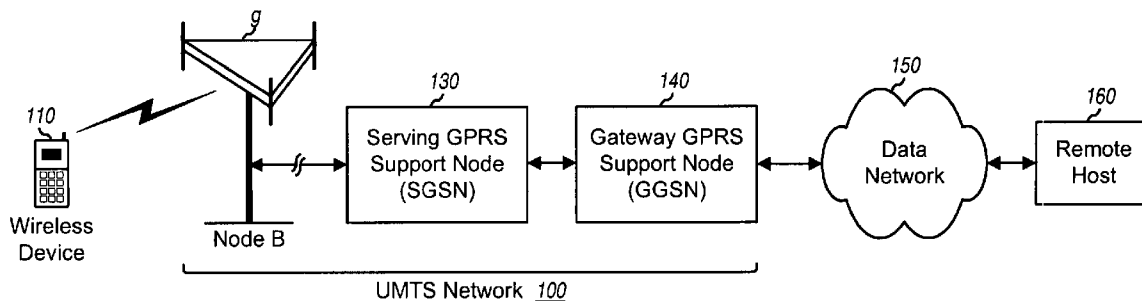 g
130
140
150
160
110
Serving GPRS
Support Node
(SGSN)
Gateway GPRS
Support Node
(GGSN)
Data
Network
Remote
Host
Wireless
Device
Node B
UMTS Network 100